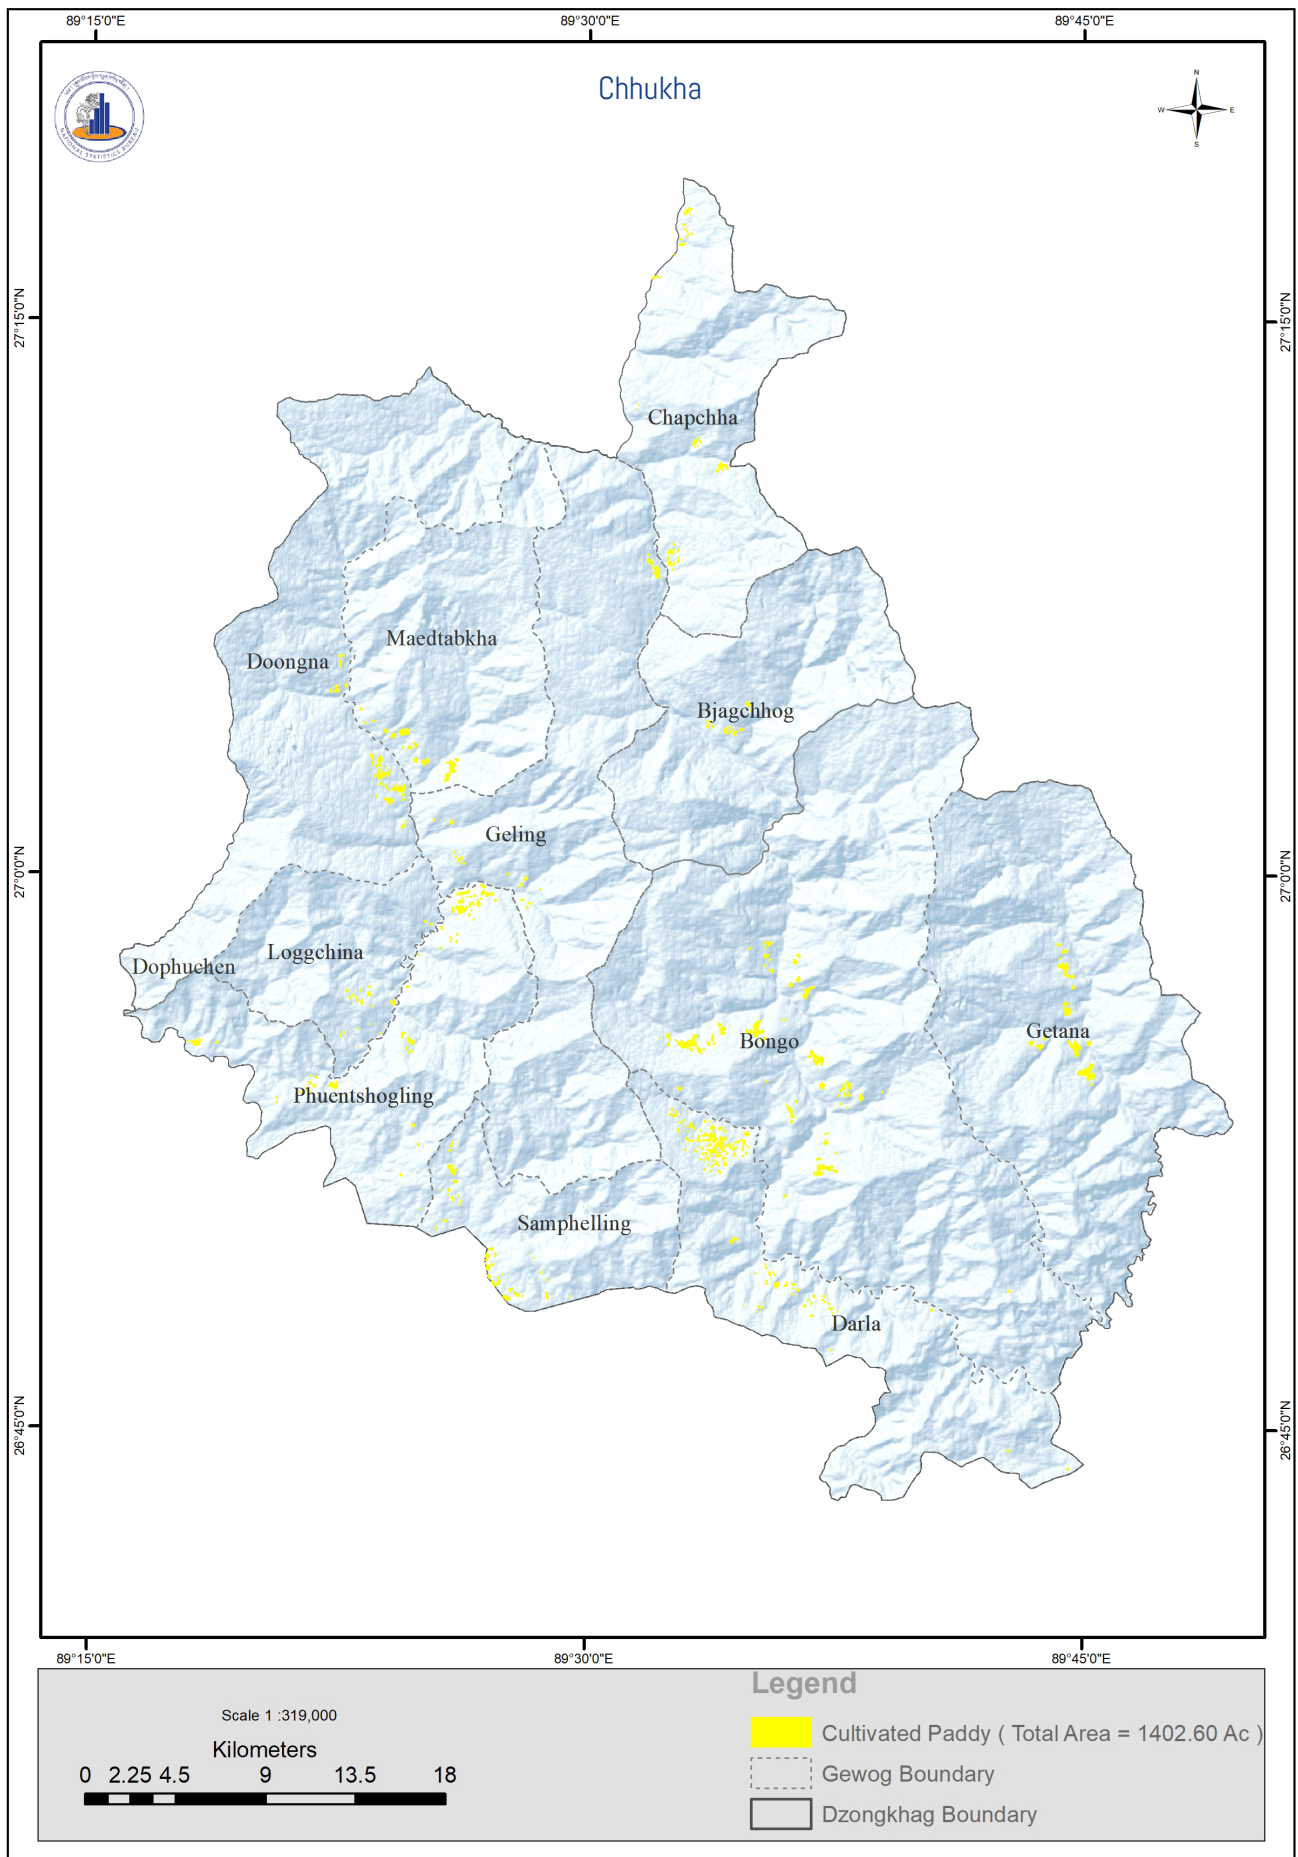 89°15'0"E
89°30'0"E
89°45'0"E
Chhukha
NATIONAL STATISTICS BUREAU
N
W
E
S
27°15'0"N
27°15'0"N
Chapchha
Maedtabkha
Doongna
Bjagchhog
Geling
27°0'0"N
27°0'0"N
Loggchina
Dophuchen
Getana
Bongo
Phuentshogling
Samphelling
Darla
26°45'0"N
26°45'0"N
89°15'0"E
89°30'0"E
89°45'0"E
Scale 1 :319,000
Kilometers
0 2.25 4.5 9 13.5 18
Legend
Cultivated Paddy ( Total Area = 1402.60 Ac )
Gewog Boundary
Dzongkhag Boundary